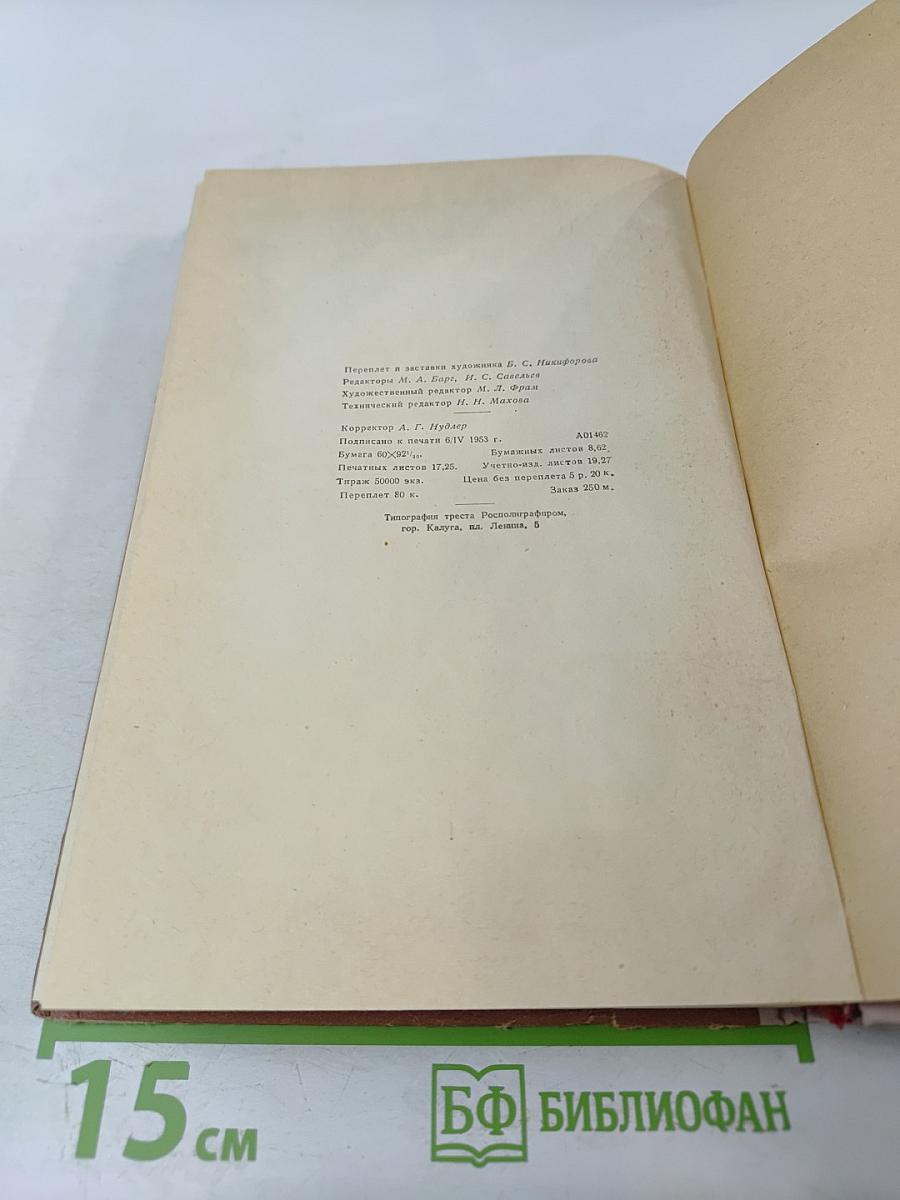 Переплет и заставки художника Б. С. Никифорова
Редакторы М. А. Барг, И. С. Савельев
Художественный редактор М. Л. Фрам
Технический редактор Н. Н. Махова
Корректор А. Г. Нудлер
Подписано к печати 6/IV 1953 г. А01462
Бумага 60×92 1/16. Бумажных листов 8,62.
Печатных листов 17,25. Учетно-изд. листов 19,27
Тираж 50000 экз. Цена без переплета 5 р. 20 к.
Переплет 80 к. Заказ 250 м.
Типография треста Росполиграфпром,
гор. Калуга, пл. Ленина, 5
15 см
БФ БИБЛИОФАН